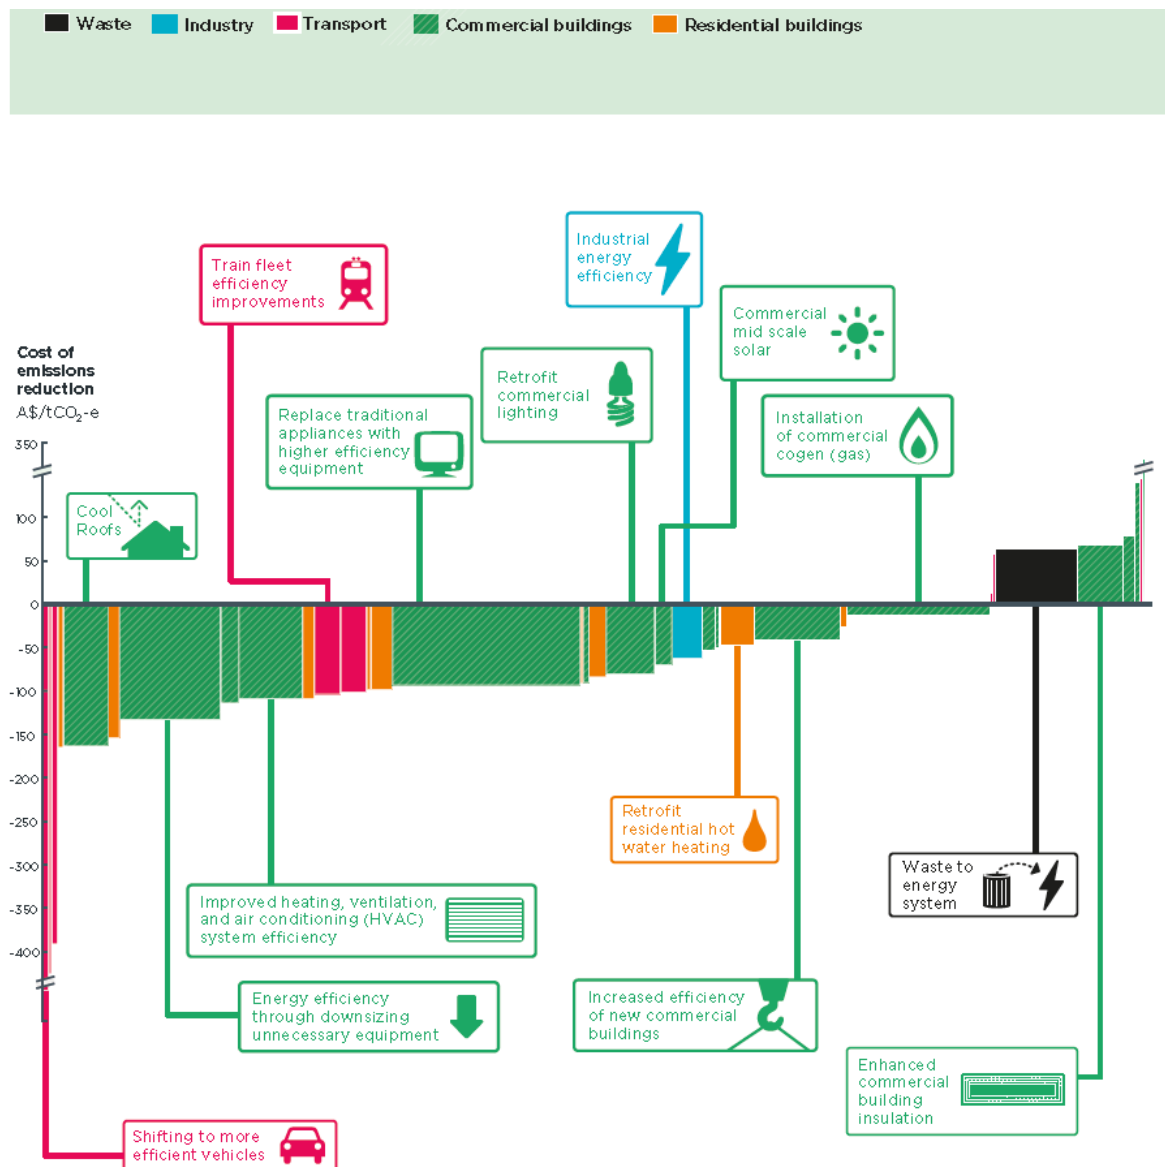 Waste
Industry
Transport
Commercial buildings
Residential buildings
Industrial
energy
efficiency
Train fleet
efficiency
improvements
Commercial
mid scale
solar
Cost of
emissions
reduction
A$/tCO₂-e
Retrofit
commercial
lighting
Replace traditional
appliances with
higher efficiency
equipment
Installation
of commercial
cogen (gas)
Cool
Roofs
350
100
50
0
-50
-100
-150
-200
-250
-300
-350
-400
Retrofit
residential hot
water heating
Waste to
energy
system
Improved heating, ventilation,
and air conditioning (HVAC)
system efficiency
Energy efficiency
through downsizing
unnecessary equipment
Increased efficiency
of new commercial
buildings
Enhanced
commercial
building
insulation
Shifting to more
efficient vehicles